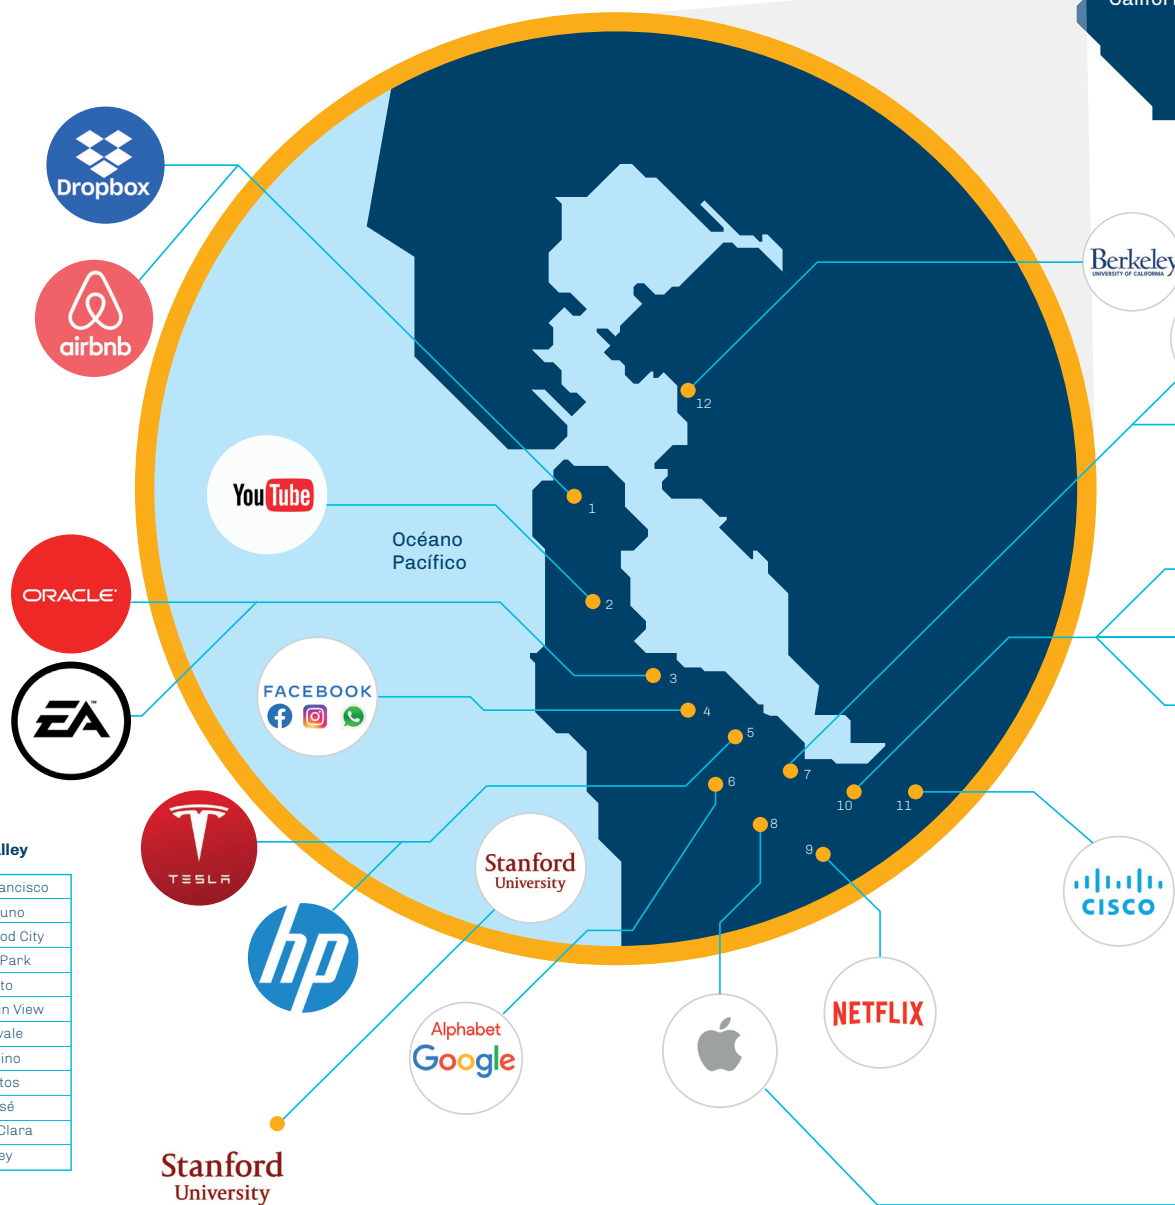 Dropbox
airbnb
Berkeley
UNIVERSITY OF CALIFORNIA
12
YouTube
1
Océano
Pacífico
ORACLE
2
EA
FACEBOOK
3
4
5
6
7
8
9
10
11
TESLA
Stanford
University
hp
CISCO
Alphabet
Google
NETFLIX
lley
ancisco
uno
od City
Park
to
in View
vale
ino
tos
sé
Clara
ey
Stanford
University